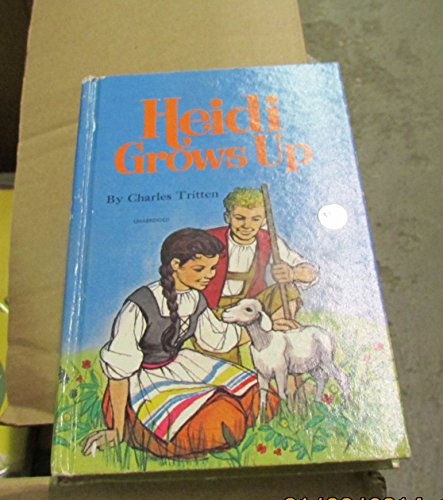 Heidi
Grows Up
By Charles Tritten
UNABRIDGED